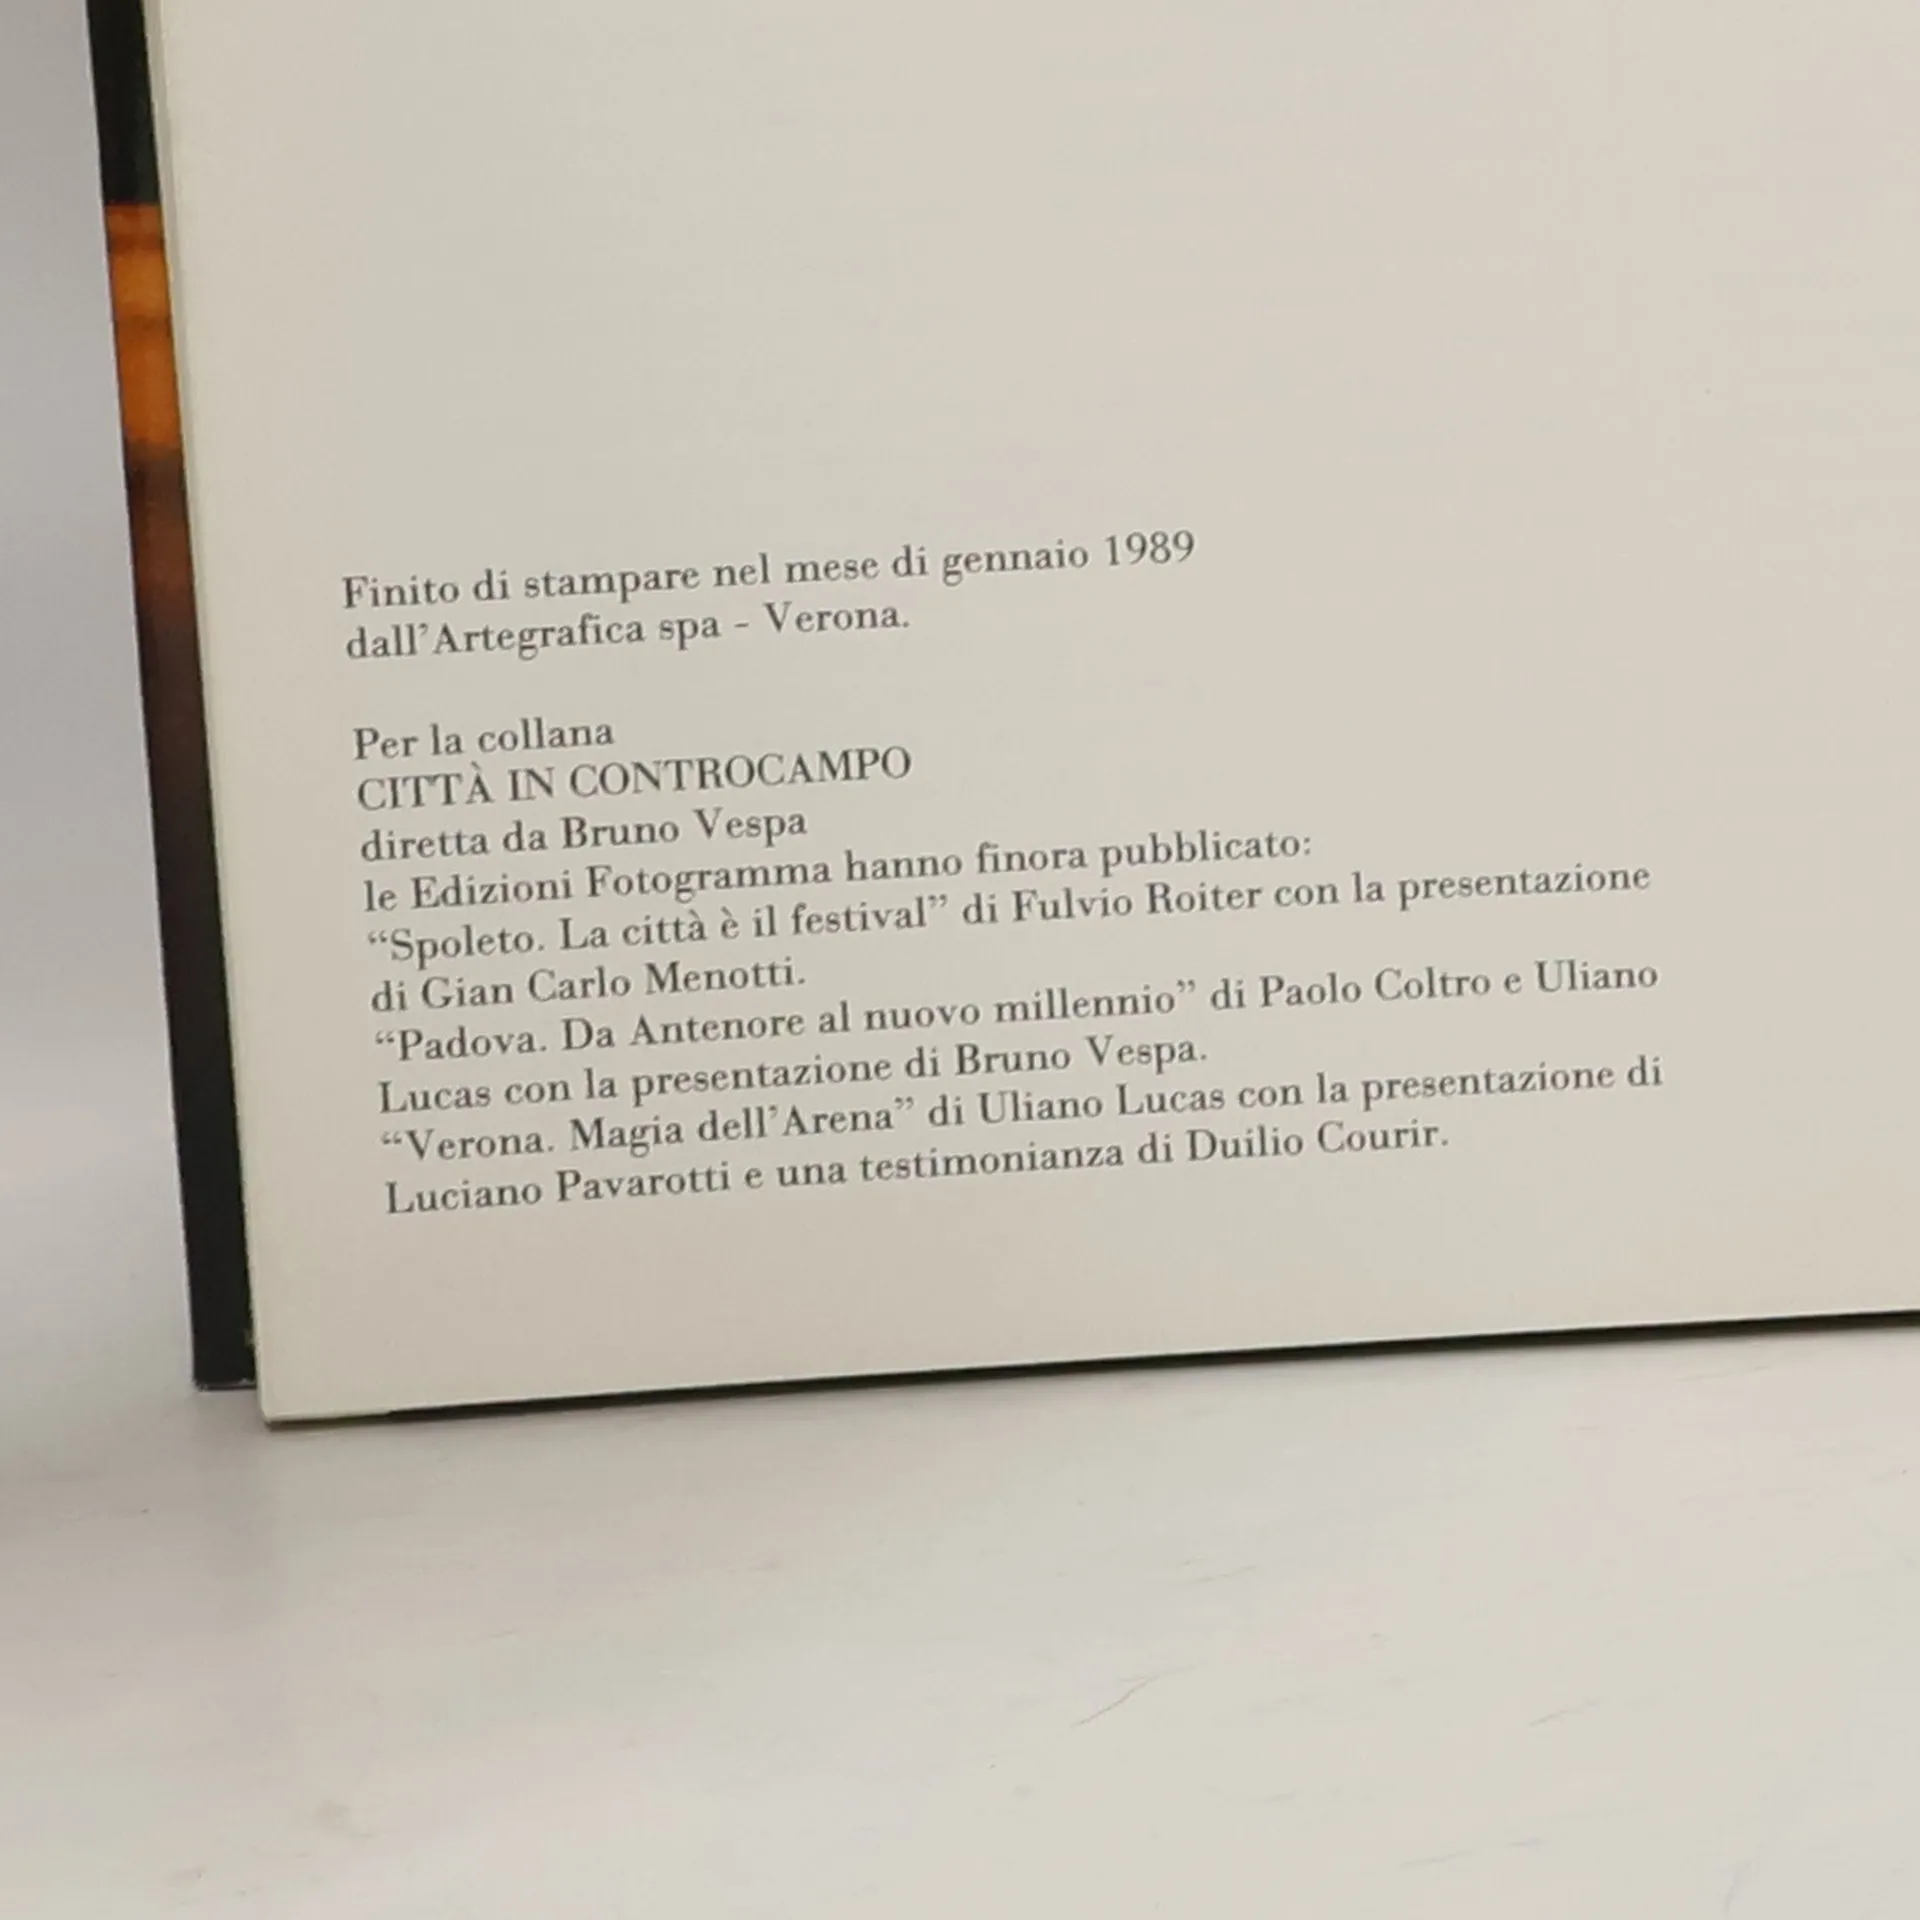 Finito di stampare nel mese di gennaio 1989
dall’Artegrafica spa - Verona.
Per la collana
CITTÀ IN CONTROCAMPO
diretta da Bruno Vespa
le Edizioni Fotogramma hanno finora pubblicato:
“Spoleto. La città è il festival” di Fulvio Roiter con la presentazione
di Gian Carlo Menotti.
“Padova. Da Antenore al nuovo millennio” di Paolo Coltro e Uliano
Lucas con la presentazione di Bruno Vespa.
“Verona. Magia dell’Arena” di Uliano Lucas con la presentazione di
Luciano Pavarotti e una testimonianza di Duilio Courir.